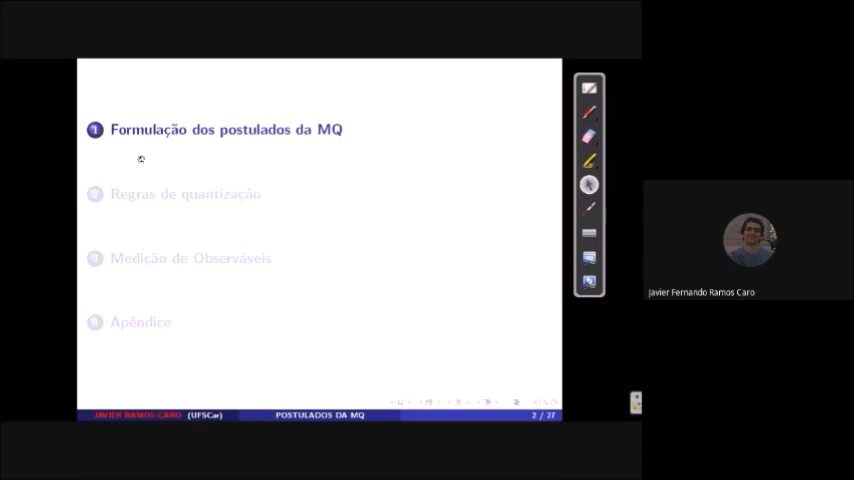 1 Formulação dos postulados da MQ
2 Regras de quantização
3 Medição de Observáveis
4 Apêndice
JAVIER RAMOS-CARO (UFSCar) POSTULADOS DA MQ 2 / 27
Javier Fernando Ramos Caro